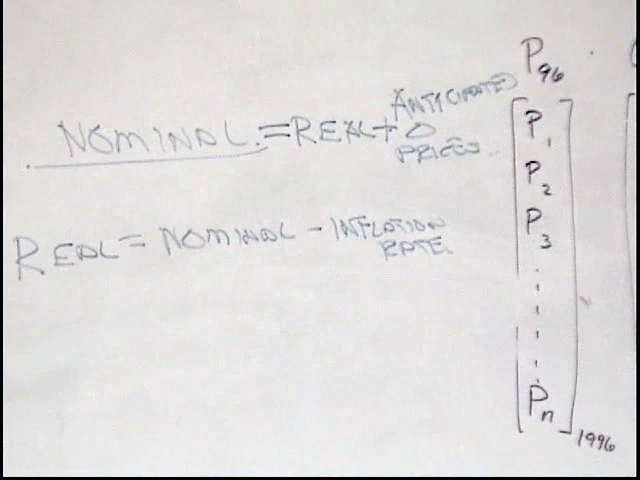 NOMINAL. = REAL + ANTICIPATED Δ PRICES..
REAL = NOMINAL - INFLATION RATE.
P96
P1
P2
P3
Pn
1996